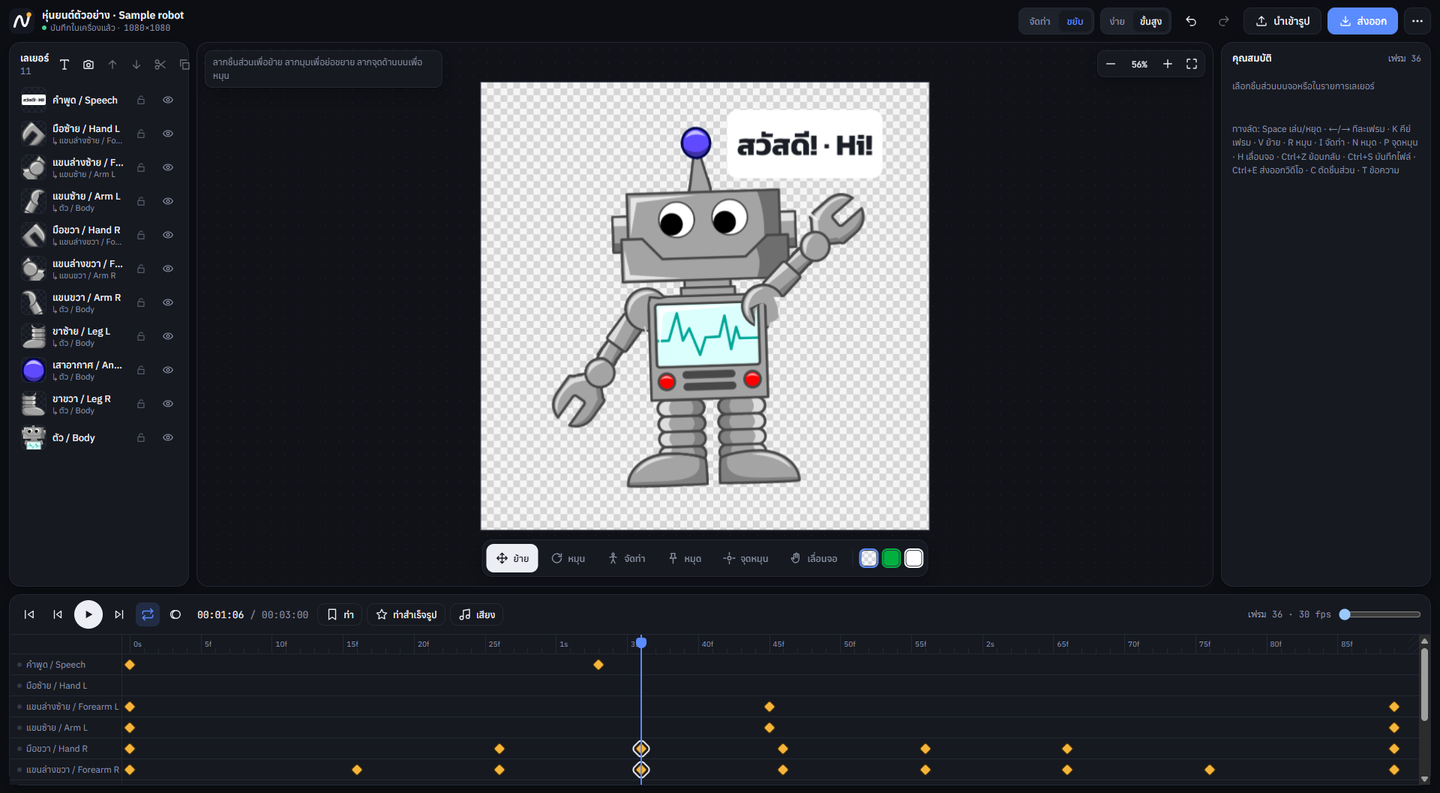 หุ่นยนต์ตัวอย่าง · Sample robot
บันทึกในเครื่องแล้ว · 1080×1080
จัดท่า
ขยับ
ง่าย
ขั้นสูง
นำเข้ารูป
ส่งออก
เลเยอร์
11
คำพูด / Speech
มือซ้าย / Hand L
↳ แขนล่างซ้าย / Fo...
แขนล่างซ้าย / F...
↳ แขนซ้าย / Arm L
แขนซ้าย / Arm L
↳ ตัว / Body
มือขวา / Hand R
↳ แขนล่างขวา / Fo...
แขนล่างขวา / F...
↳ แขนขวา / Arm R
แขนขวา / Arm R
↳ ตัว / Body
ขาซ้าย / Leg L
↳ ตัว / Body
เสาอากาศ / An...
↳ ตัว / Body
ขาขวา / Leg R
↳ ตัว / Body
ตัว / Body
ลากชิ้นส่วนเพื่อย้าย ลากมุมเพื่อย่อขยาย ลากจุดด้านบนเพื่อ
หมุน
56%
สวัสดี! · Hi!
ย้าย
หมุน
จัดท่า
หมุด
จุดหมุน
เลื่อนจอ
คุณสมบัติ
เฟรม 36
เลือกชิ้นส่วนบนจอหรือในรายการเลเยอร์
ทางลัด: Space เล่น/หยุด · ←/→ ทีละเฟรม · K คีย์
เฟรม · V ย้าย · R หมุน · I จัดท่า · N หมุด · P จุดหมุน
· H เลื่อนจอ · Ctrl+Z ย้อนกลับ · Ctrl+S บันทึกไฟล์ ·
Ctrl+E ส่งออกวิดีโอ · C ตัดชิ้นส่วน · T ข้อความ
00:01:06 / 00:03:00
ท่า
ท่าสำเร็จรูป
เสียง
เฟรม 36 · 30 fps
0s 5f 10f 15f 20f 25f 1s 40f 45f 50f 55f 2s 65f 70f 75f 80f 85f
คำพูด / Speech
มือซ้าย / Hand L
แขนล่างซ้าย / Forearm L
แขนซ้าย / Arm L
มือขวา / Hand R
แขนล่างขวา / Forearm R